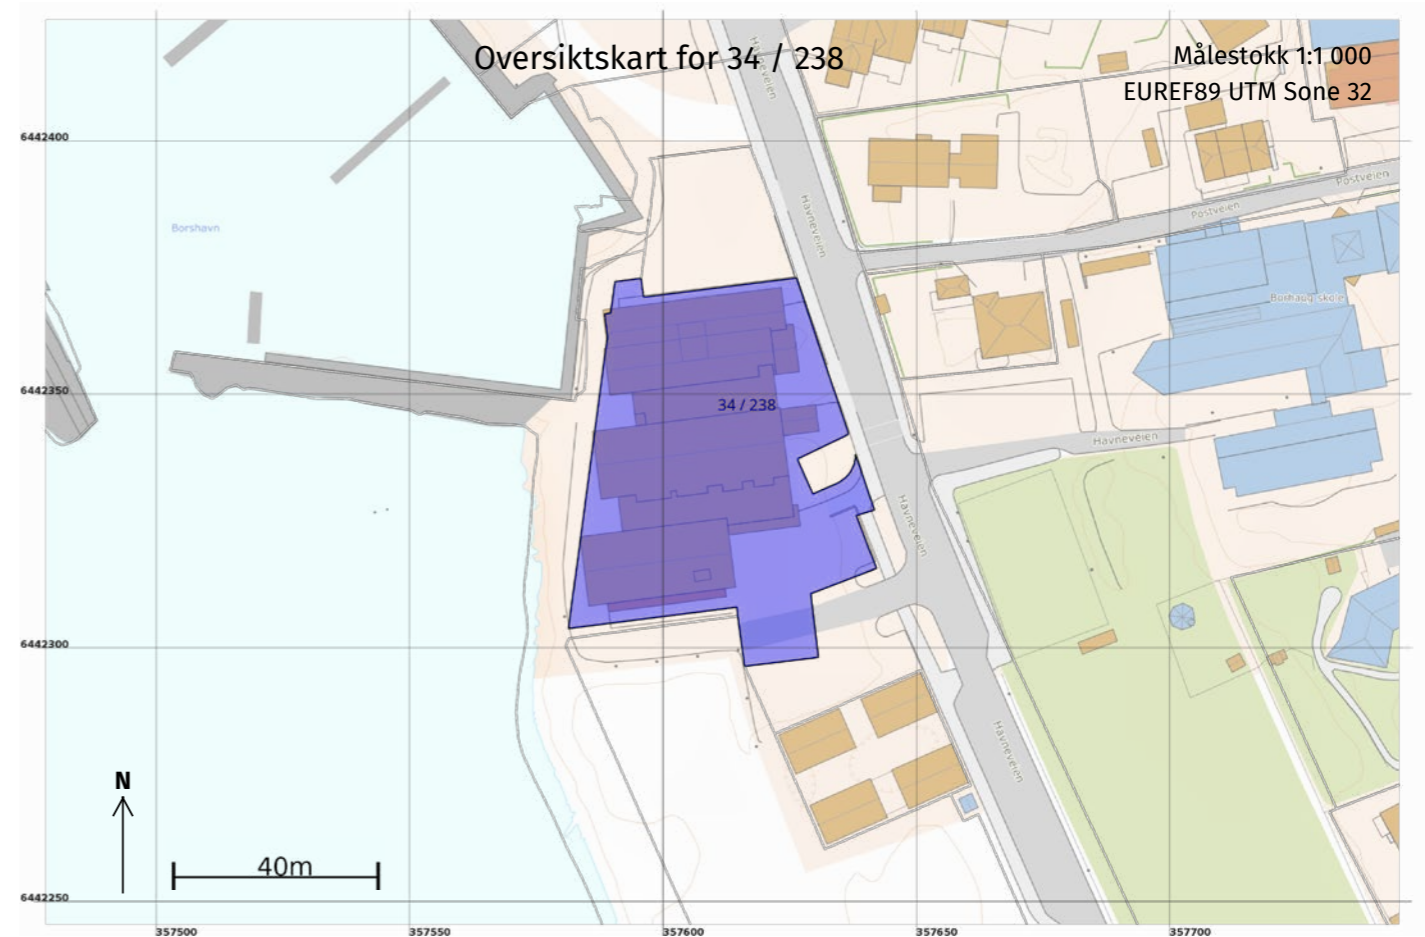 Oversiktskart for 34 / 238
Målestokk 1:1 000
EUREF89 UTM Sone 32
Havneveien
6442400
Postveien
Postveien
Havneveien
Borshavn
Borhaug skole
6442350
34 / 238
Havneveien
Havneveien
6442300
Havneveien
N
40m
6442250
357500
357550
357600
357650
357700